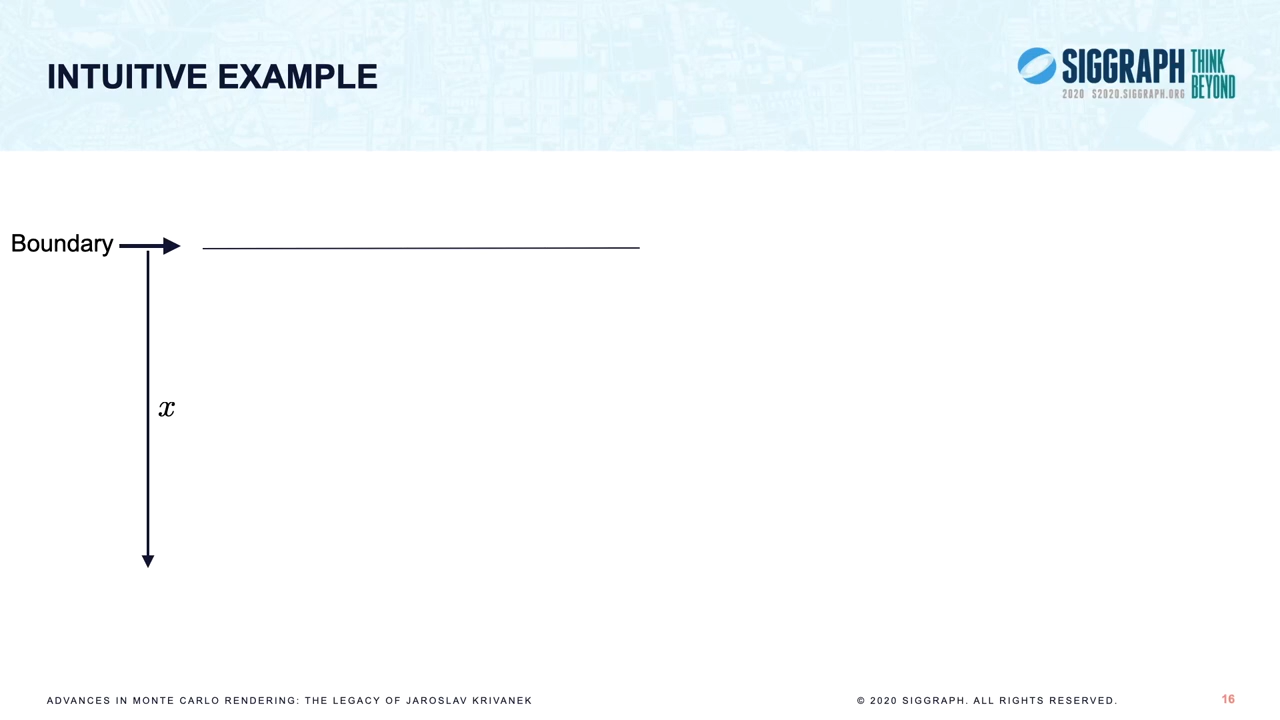 INTUITIVE EXAMPLE
SIGGRAPH
THINK
BEYOND
2020 S2020.SIGGRAPH.ORG
Boundary
x
ADVANCES IN MONTE CARLO RENDERING: THE LEGACY OF JAROSLAV KRIVANEK
© 2020 SIGGRAPH. ALL RIGHTS RESERVED.
16